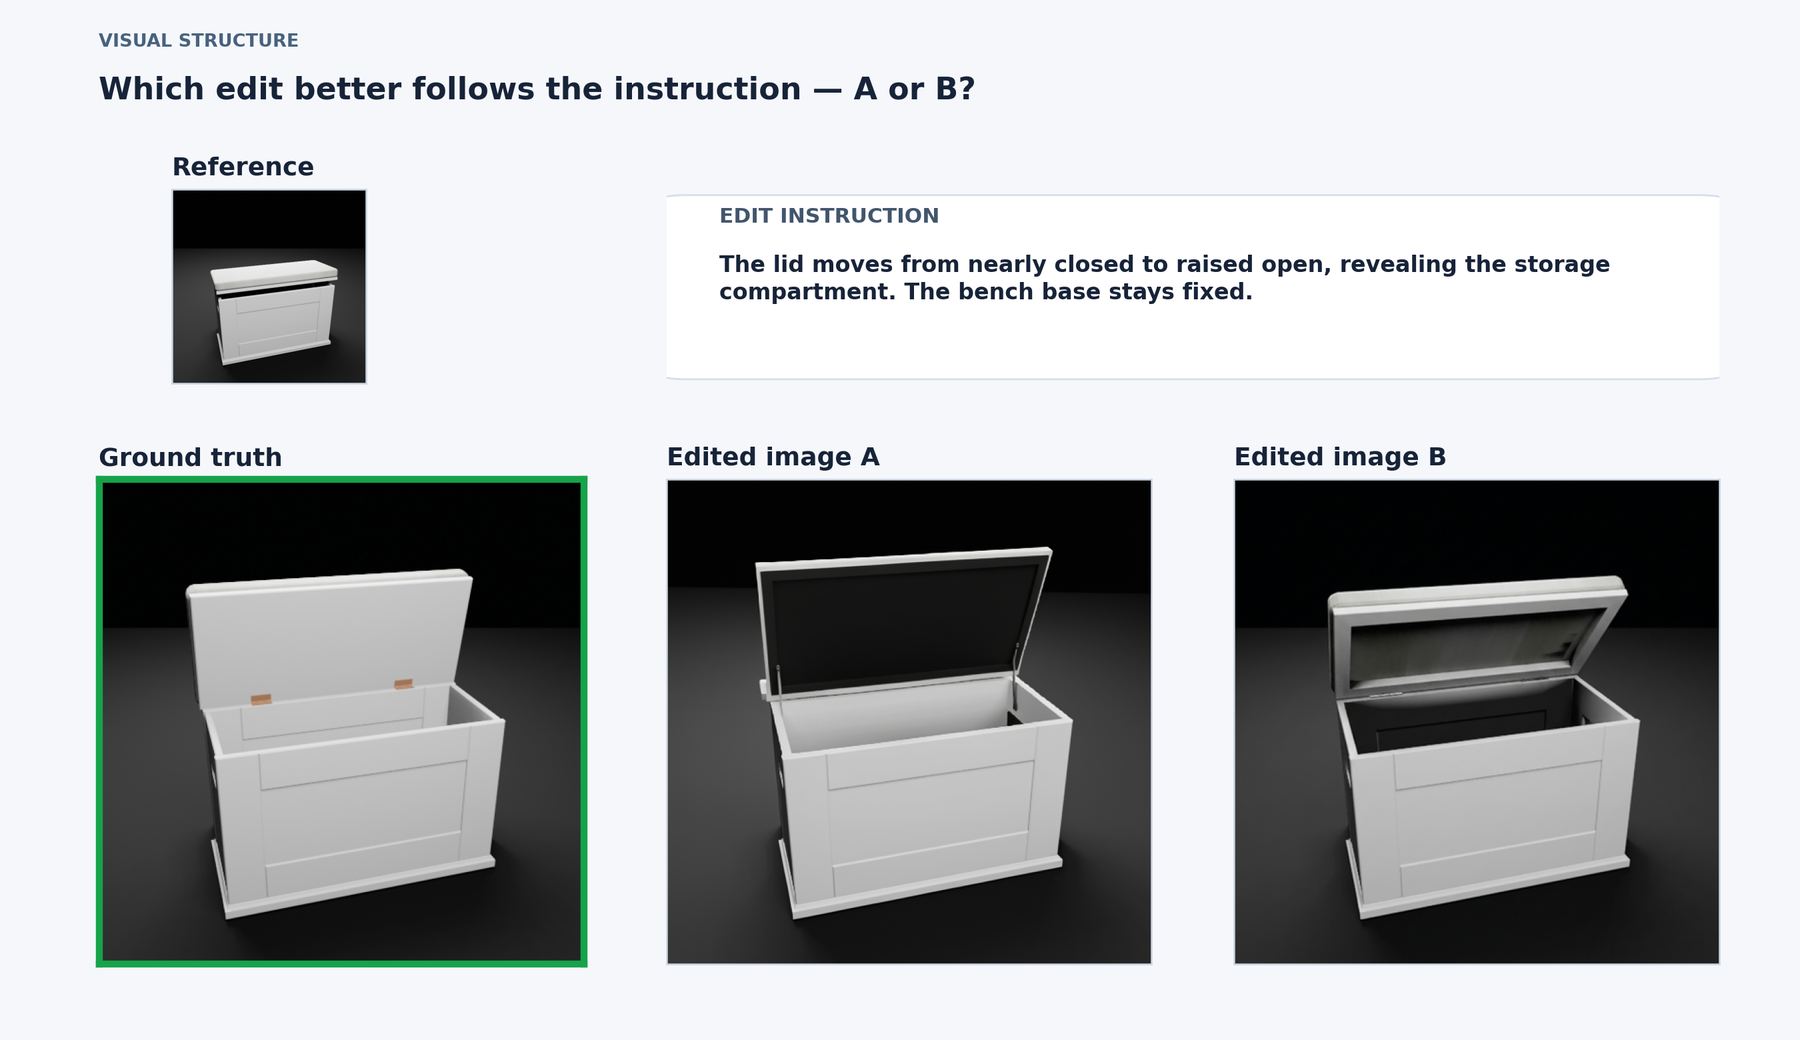 VISUAL STRUCTURE
Which edit better follows the instruction — A or B?
Reference
EDIT INSTRUCTION
The lid moves from nearly closed to raised open, revealing the storage
compartment. The bench base stays fixed.
Ground truth
Edited image A
Edited image B